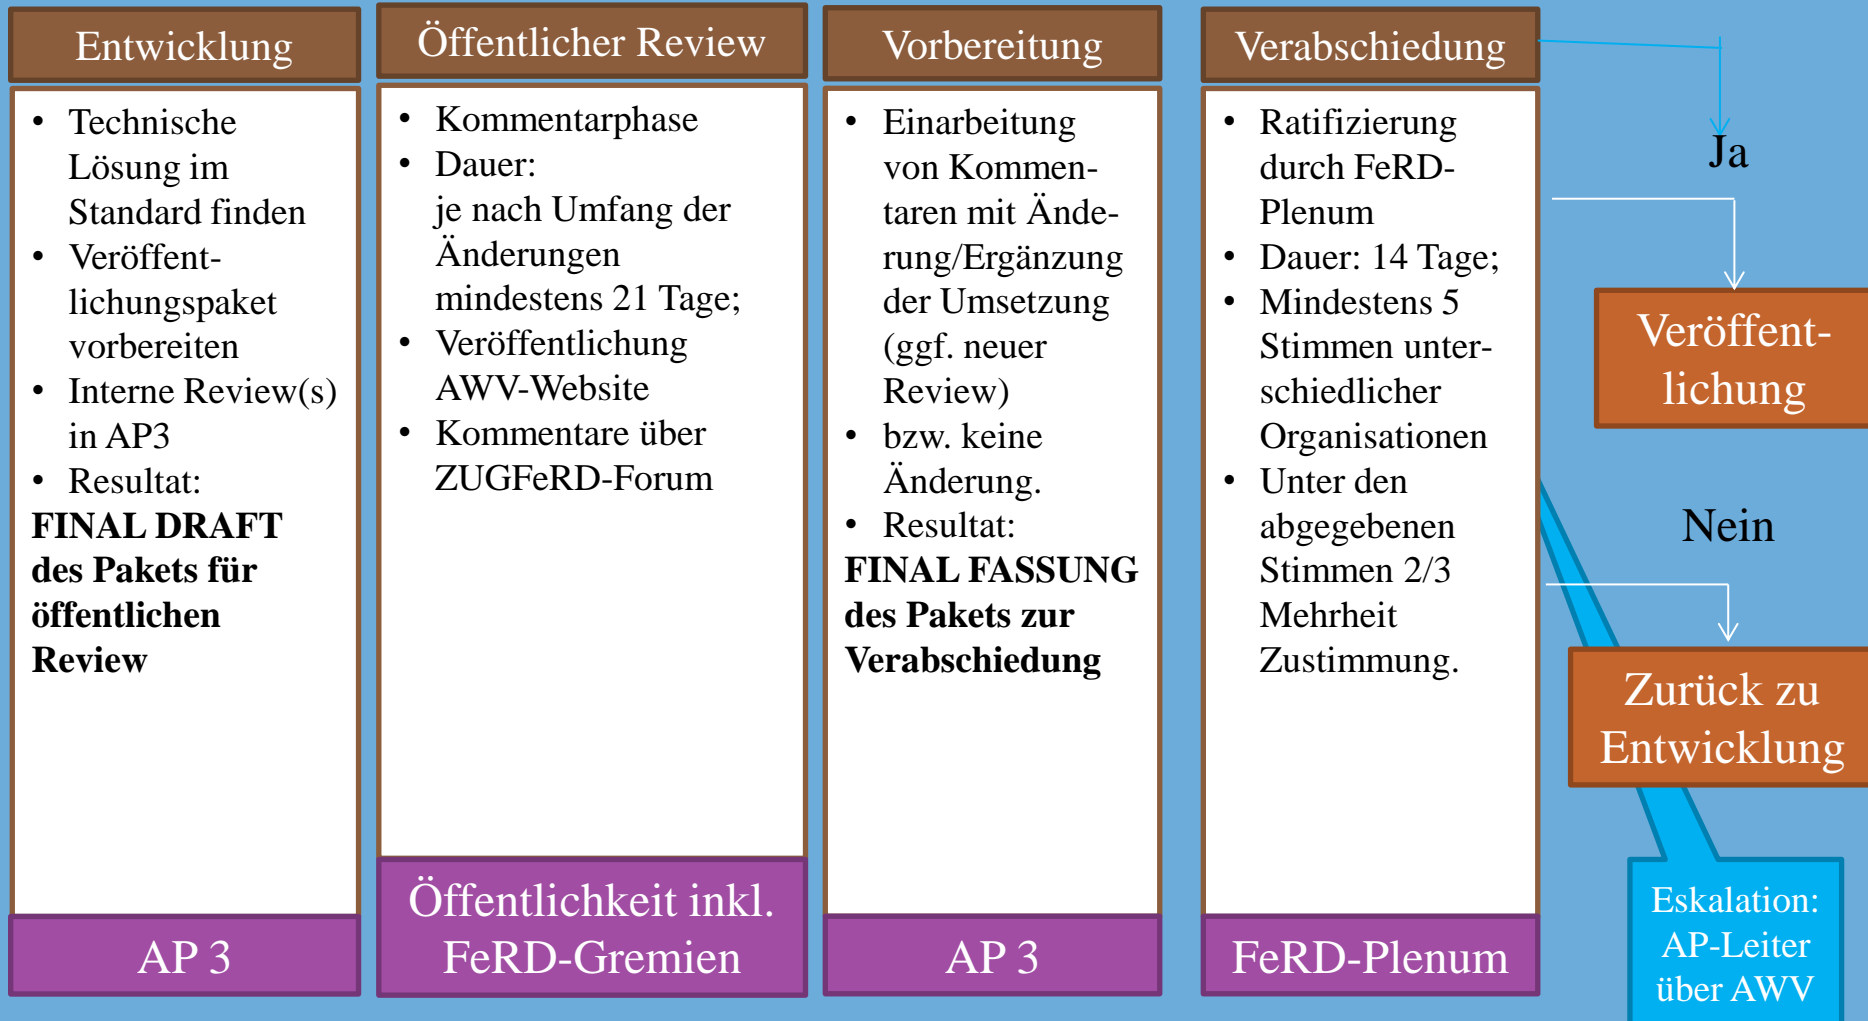 Entwicklung
• Technische
Lösung im
Standard finden
• Veröffent-
lichungspaket
vorbereiten
• Interne Review(s)
in AP3
• Resultat:
FINAL DRAFT
des Pakets für
öffentlichen
Review
AP 3
Öffentlicher Review
• Kommentarphase
• Dauer:
je nach Umfang der
Änderungen
mindestens 21 Tage;
• Veröffentlichung
AWV-Website
• Kommentare über
ZUGFeRD-Forum
Öffentlichkeit inkl.
FeRD-Gremien
Vorbereitung
• Einarbeitung
von Kommen-
taren mit Ände-
rung/Ergänzung
der Umsetzung
(ggf. neuer
Review)
• bzw. keine
Änderung.
• Resultat:
FINAL FASSUNG
des Pakets zur
Verabschiedung
AP 3
Verabschiedung
• Ratifizierung
durch FeRD-
Plenum
• Dauer: 14 Tage;
• Mindestens 5
Stimmen unter-
schiedlicher
Organisationen
• Unter den
abgegebenen
Stimmen 2/3
Mehrheit
Zustimmung.
FeRD-Plenum
Ja
Veröffent-
lichung
Nein
Zurück zu
Entwicklung
Eskalation:
AP-Leiter
über AWV